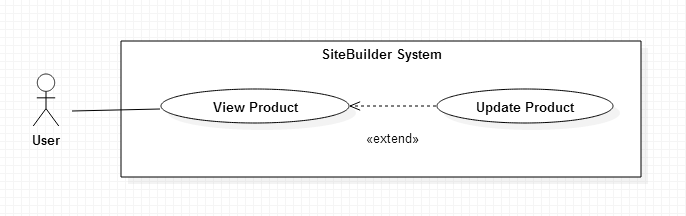 SiteBuilder System
View Product
Update Product
«extend»
User